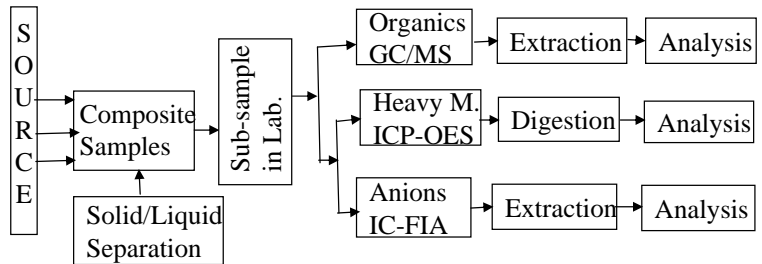 SOURCE
Composite
Samples
Solid/Liquid
Separation
Sub-sample
in Lab.
Organics
GC/MS
Extraction
Analysis
Heavy M.
ICP-OES
Digestion
Analysis
Anions
IC-FIA
Extraction
Analysis